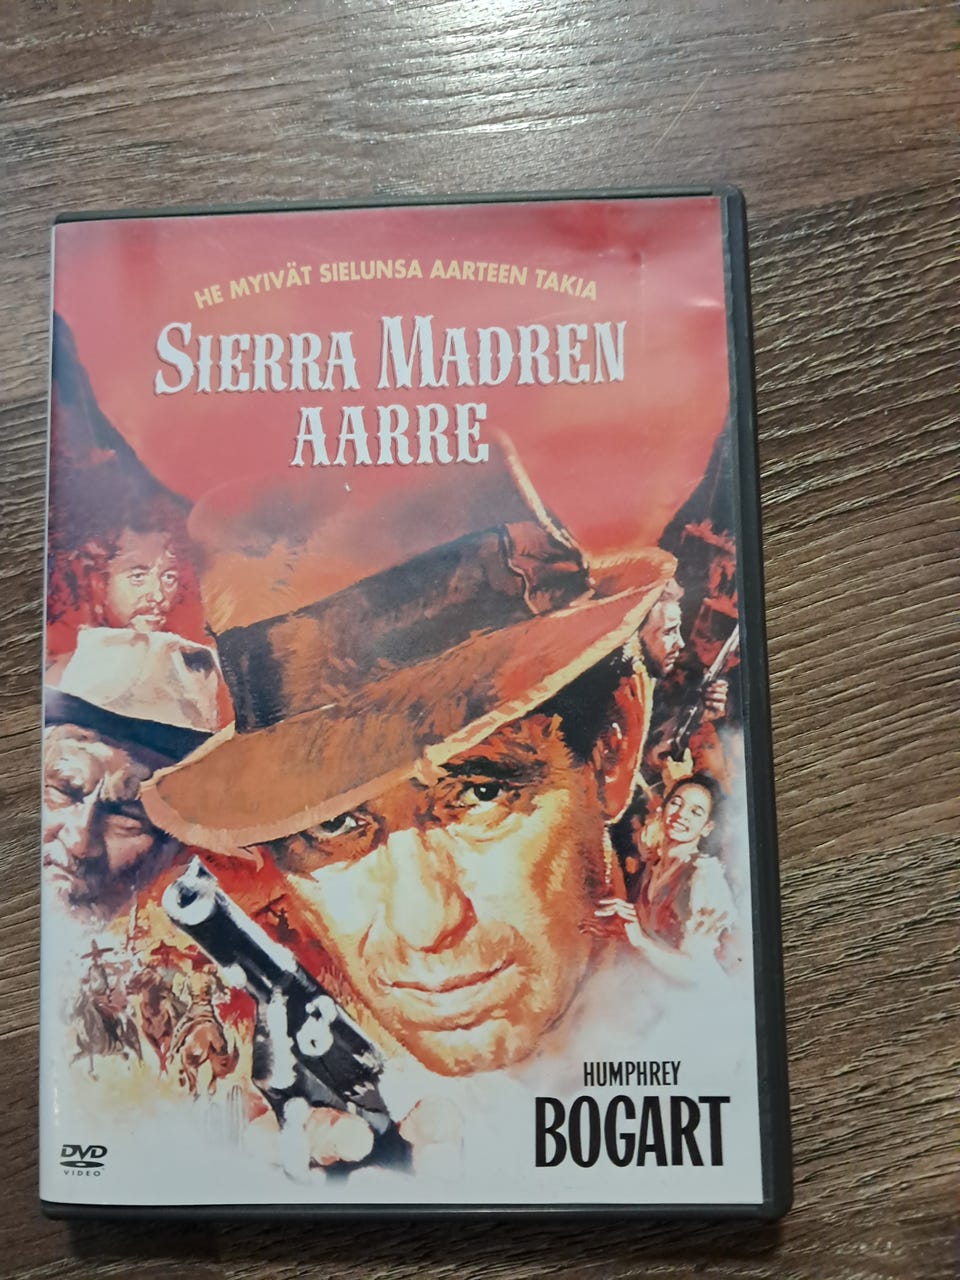 HE MYIVÄT SIELUNSA AARTEEN TAKIA
SIERRA MADREN
AARRE
HUMPHREY
BOGART
DVD
VIDEO